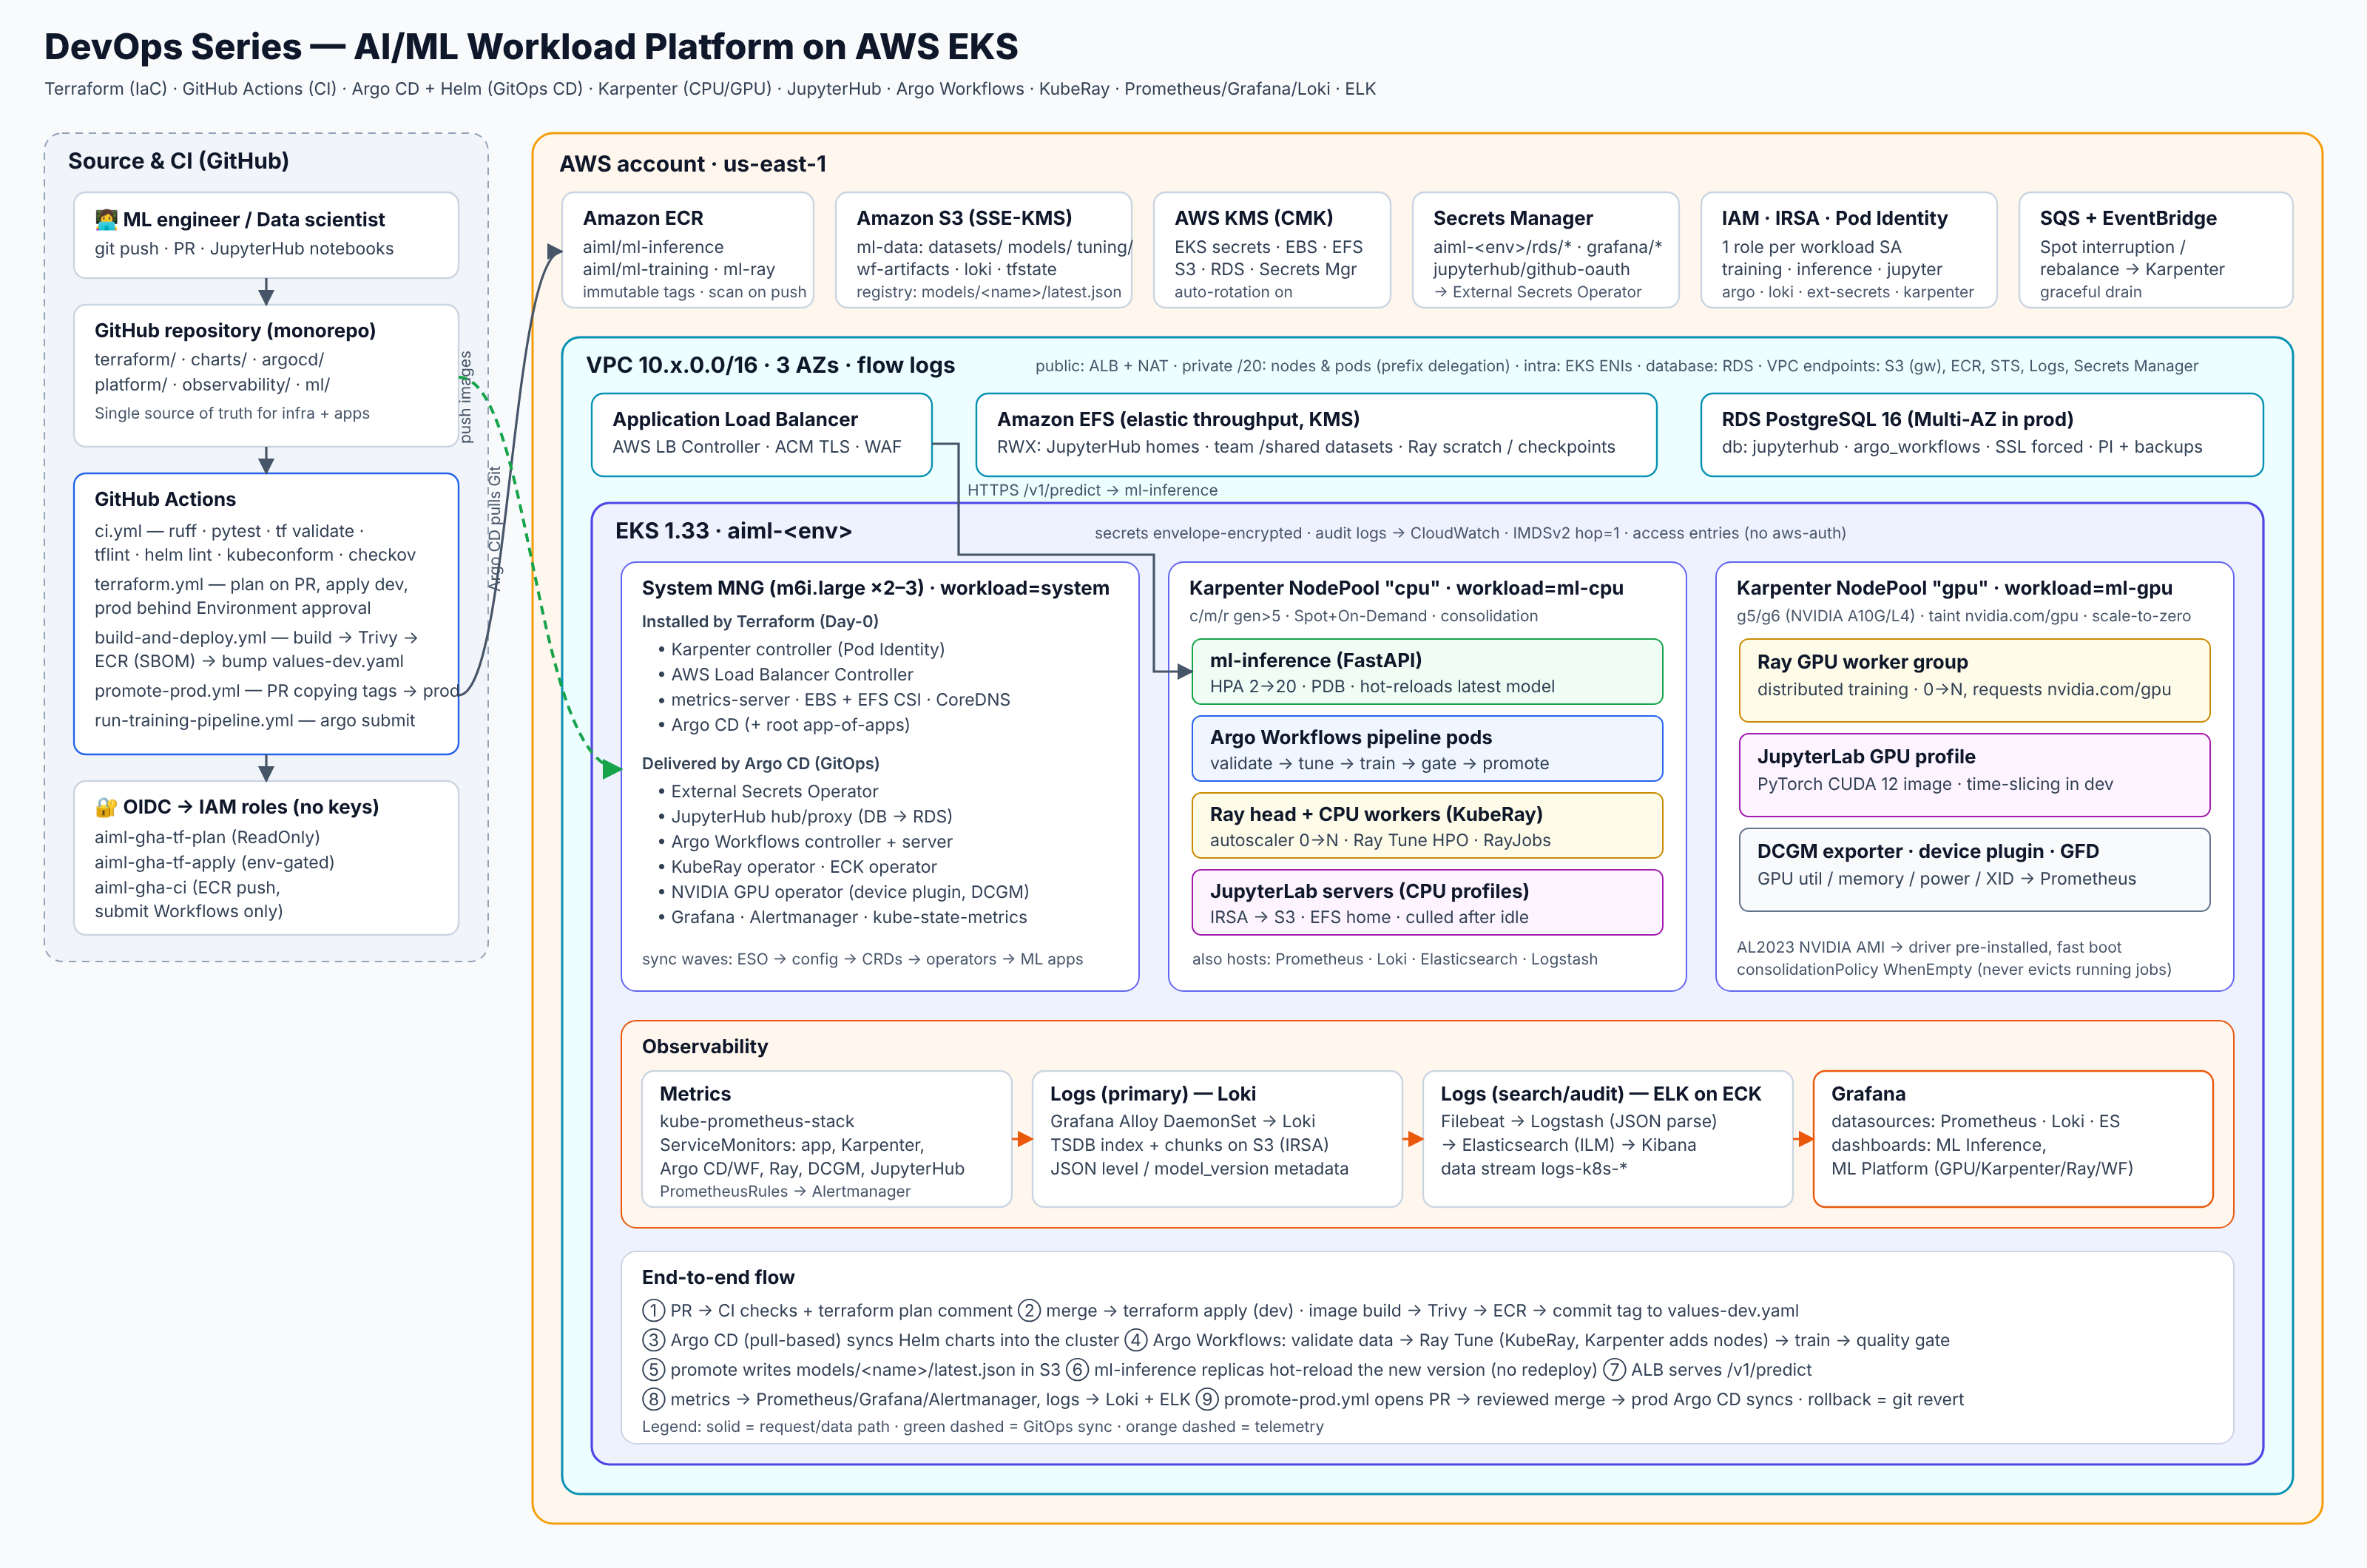 DevOps Series — AI/ML Workload Platform on AWS EKS
Terraform (IaC) · GitHub Actions (CI) · Argo CD + Helm (GitOps CD) · Karpenter (CPU/GPU) · JupyterHub · Argo Workflows · KubeRay · Prometheus/Grafana/Loki · ELK
Source & CI (GitHub)
👩‍💻 ML engineer / Data scientist
git push · PR · JupyterHub notebooks
GitHub repository (monorepo)
terraform/ · charts/ · argocd/
platform/ · observability/ · ml/
Single source of truth for infra + apps
GitHub Actions
ci.yml — ruff · pytest · tf validate ·
tflint · helm lint · kubeconform · checkov
terraform.yml — plan on PR, apply dev,
prod behind Environment approval
build-and-deploy.yml — build → Trivy →
ECR (SBOM) → bump values-dev.yaml
promote-prod.yml — PR copying tags → prod
run-training-pipeline.yml — argo submit
🔐 OIDC → IAM roles (no keys)
aiml-gha-tf-plan (ReadOnly)
aiml-gha-tf-apply (env-gated)
aiml-gha-ci (ECR push,
submit Workflows only)
push images
Argo CD pulls Git
AWS account · us-east-1
Amazon ECR
aiml/ml-inference
aiml/ml-training · ml-ray
immutable tags · scan on push
Amazon S3 (SSE-KMS)
ml-data: datasets/ models/ tuning/
wf-artifacts · loki · tfstate
registry: models/<name>/latest.json
AWS KMS (CMK)
EKS secrets · EBS · EFS
S3 · RDS · Secrets Mgr
auto-rotation on
Secrets Manager
aiml-<env>/rds/* · grafana/*
jupyterhub/github-oauth
→ External Secrets Operator
IAM · IRSA · Pod Identity
1 role per workload SA
training · inference · jupyter
argo · loki · ext-secrets · karpenter
SQS + EventBridge
Spot interruption /
rebalance → Karpenter
graceful drain
VPC 10.x.0.0/16 · 3 AZs · flow logs
public: ALB + NAT · private /20: nodes & pods (prefix delegation) · intra: EKS ENIs · database: RDS · VPC endpoints: S3 (gw), ECR, STS, Logs, Secrets Manager
Application Load Balancer
AWS LB Controller · ACM TLS · WAF
Amazon EFS (elastic throughput, KMS)
RWX: JupyterHub homes · team /shared datasets · Ray scratch / checkpoints
RDS PostgreSQL 16 (Multi-AZ in prod)
db: jupyterhub · argo_workflows · SSL forced · PI + backups
HTTPS /v1/predict → ml-inference
EKS 1.33 · aiml-<env>
secrets envelope-encrypted · audit logs → CloudWatch · IMDSv2 hop=1 · access entries (no aws-auth)
System MNG (m6i.large ×2–3) · workload=system
Installed by Terraform (Day-0)
• Karpenter controller (Pod Identity)
• AWS Load Balancer Controller
• metrics-server · EBS + EFS CSI · CoreDNS
• Argo CD (+ root app-of-apps)
Delivered by Argo CD (GitOps)
• External Secrets Operator
• JupyterHub hub/proxy (DB → RDS)
• Argo Workflows controller + server
• KubeRay operator · ECK operator
• NVIDIA GPU operator (device plugin, DCGM)
• Grafana · Alertmanager · kube-state-metrics
sync waves: ESO → config → CRDs → operators → ML apps
Karpenter NodePool "cpu" · workload=ml-cpu
c/m/r gen>5 · Spot+On-Demand · consolidation
ml-inference (FastAPI)
HPA 2→20 · PDB · hot-reloads latest model
Argo Workflows pipeline pods
validate → tune → train → gate → promote
Ray head + CPU workers (KubeRay)
autoscaler 0→N · Ray Tune HPO · RayJobs
JupyterLab servers (CPU profiles)
IRSA → S3 · EFS home · culled after idle
also hosts: Prometheus · Loki · Elasticsearch · Logstash
Karpenter NodePool "gpu" · workload=ml-gpu
g5/g6 (NVIDIA A10G/L4) · taint nvidia.com/gpu · scale-to-zero
Ray GPU worker group
distributed training · 0→N, requests nvidia.com/gpu
JupyterLab GPU profile
PyTorch CUDA 12 image · time-slicing in dev
DCGM exporter · device plugin · GFD
GPU util / memory / power / XID → Prometheus
AL2023 NVIDIA AMI → driver pre-installed, fast boot
consolidationPolicy WhenEmpty (never evicts running jobs)
Observability
Metrics
kube-prometheus-stack
ServiceMonitors: app, Karpenter,
Argo CD/WF, Ray, DCGM, JupyterHub
PrometheusRules → Alertmanager
Logs (primary) — Loki
Grafana Alloy DaemonSet → Loki
TSDB index + chunks on S3 (IRSA)
JSON level / model_version metadata
Logs (search/audit) — ELK on ECK
Filebeat → Logstash (JSON parse)
→ Elasticsearch (ILM) → Kibana
data stream logs-k8s-*
Grafana
datasources: Prometheus · Loki · ES
dashboards: ML Inference,
ML Platform (GPU/Karpenter/Ray/WF)
End-to-end flow
① PR → CI checks + terraform plan comment ② merge → terraform apply (dev) · image build → Trivy → ECR → commit tag to values-dev.yaml
③ Argo CD (pull-based) syncs Helm charts into the cluster ④ Argo Workflows: validate data → Ray Tune (KubeRay, Karpenter adds nodes) → train → quality gate
⑤ promote writes models/<name>/latest.json in S3 ⑥ ml-inference replicas hot-reload the new version (no redeploy) ⑦ ALB serves /v1/predict
⑧ metrics → Prometheus/Grafana/Alertmanager, logs → Loki + ELK ⑨ promote-prod.yml opens PR → reviewed merge → prod Argo CD syncs · rollback = git revert
Legend: solid = request/data path · green dashed = GitOps sync · orange dashed = telemetry